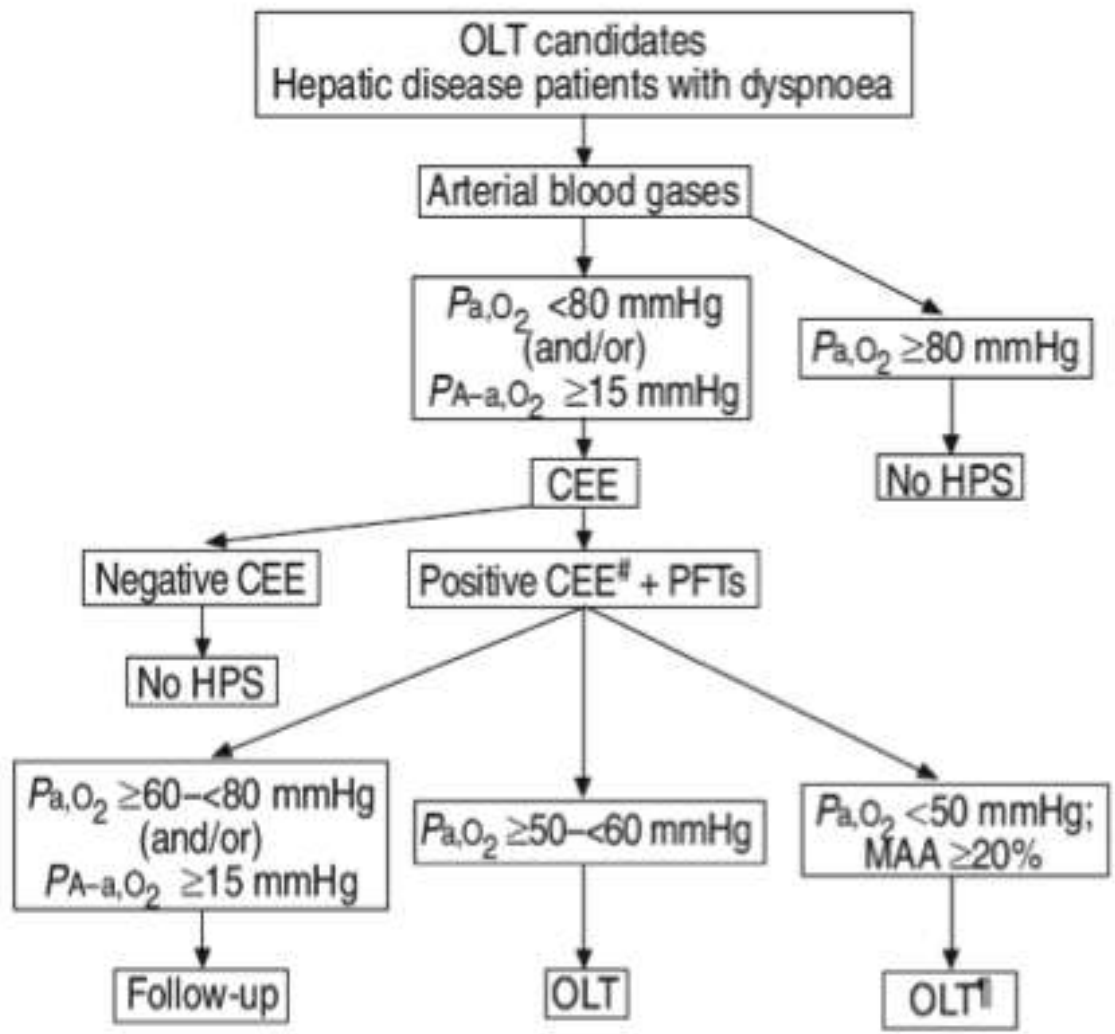 OLT candidates
Hepatic disease patients with dyspnoea
Arterial blood gases
Pa,O2 <80 mmHg
(and/or)
PA–a,O2 ≥15 mmHg
Pa,O2 ≥80 mmHg
CEE
No HPS
Negative CEE
Positive CEE# + PFTs
No HPS
Pa,O2 ≥60–<80 mmHg
(and/or)
PA–a,O2 ≥15 mmHg
Pa,O2 ≥50–<60 mmHg
Pa,O2 <50 mmHg;
MAA ≥20%
Follow-up
OLT
OLT¶